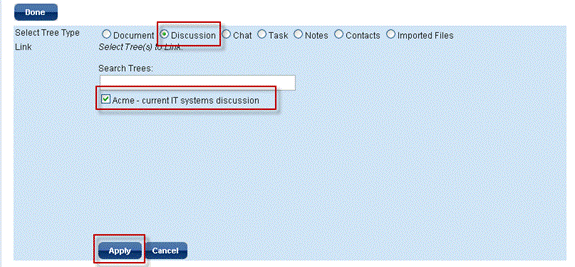 Done
Select Tree Type Document Discussion Chat Task Notes Contacts Imported Files
Link Select Tree(s) to Link:
Search Trees:
Acme - current IT systems discussion
Apply Cancel